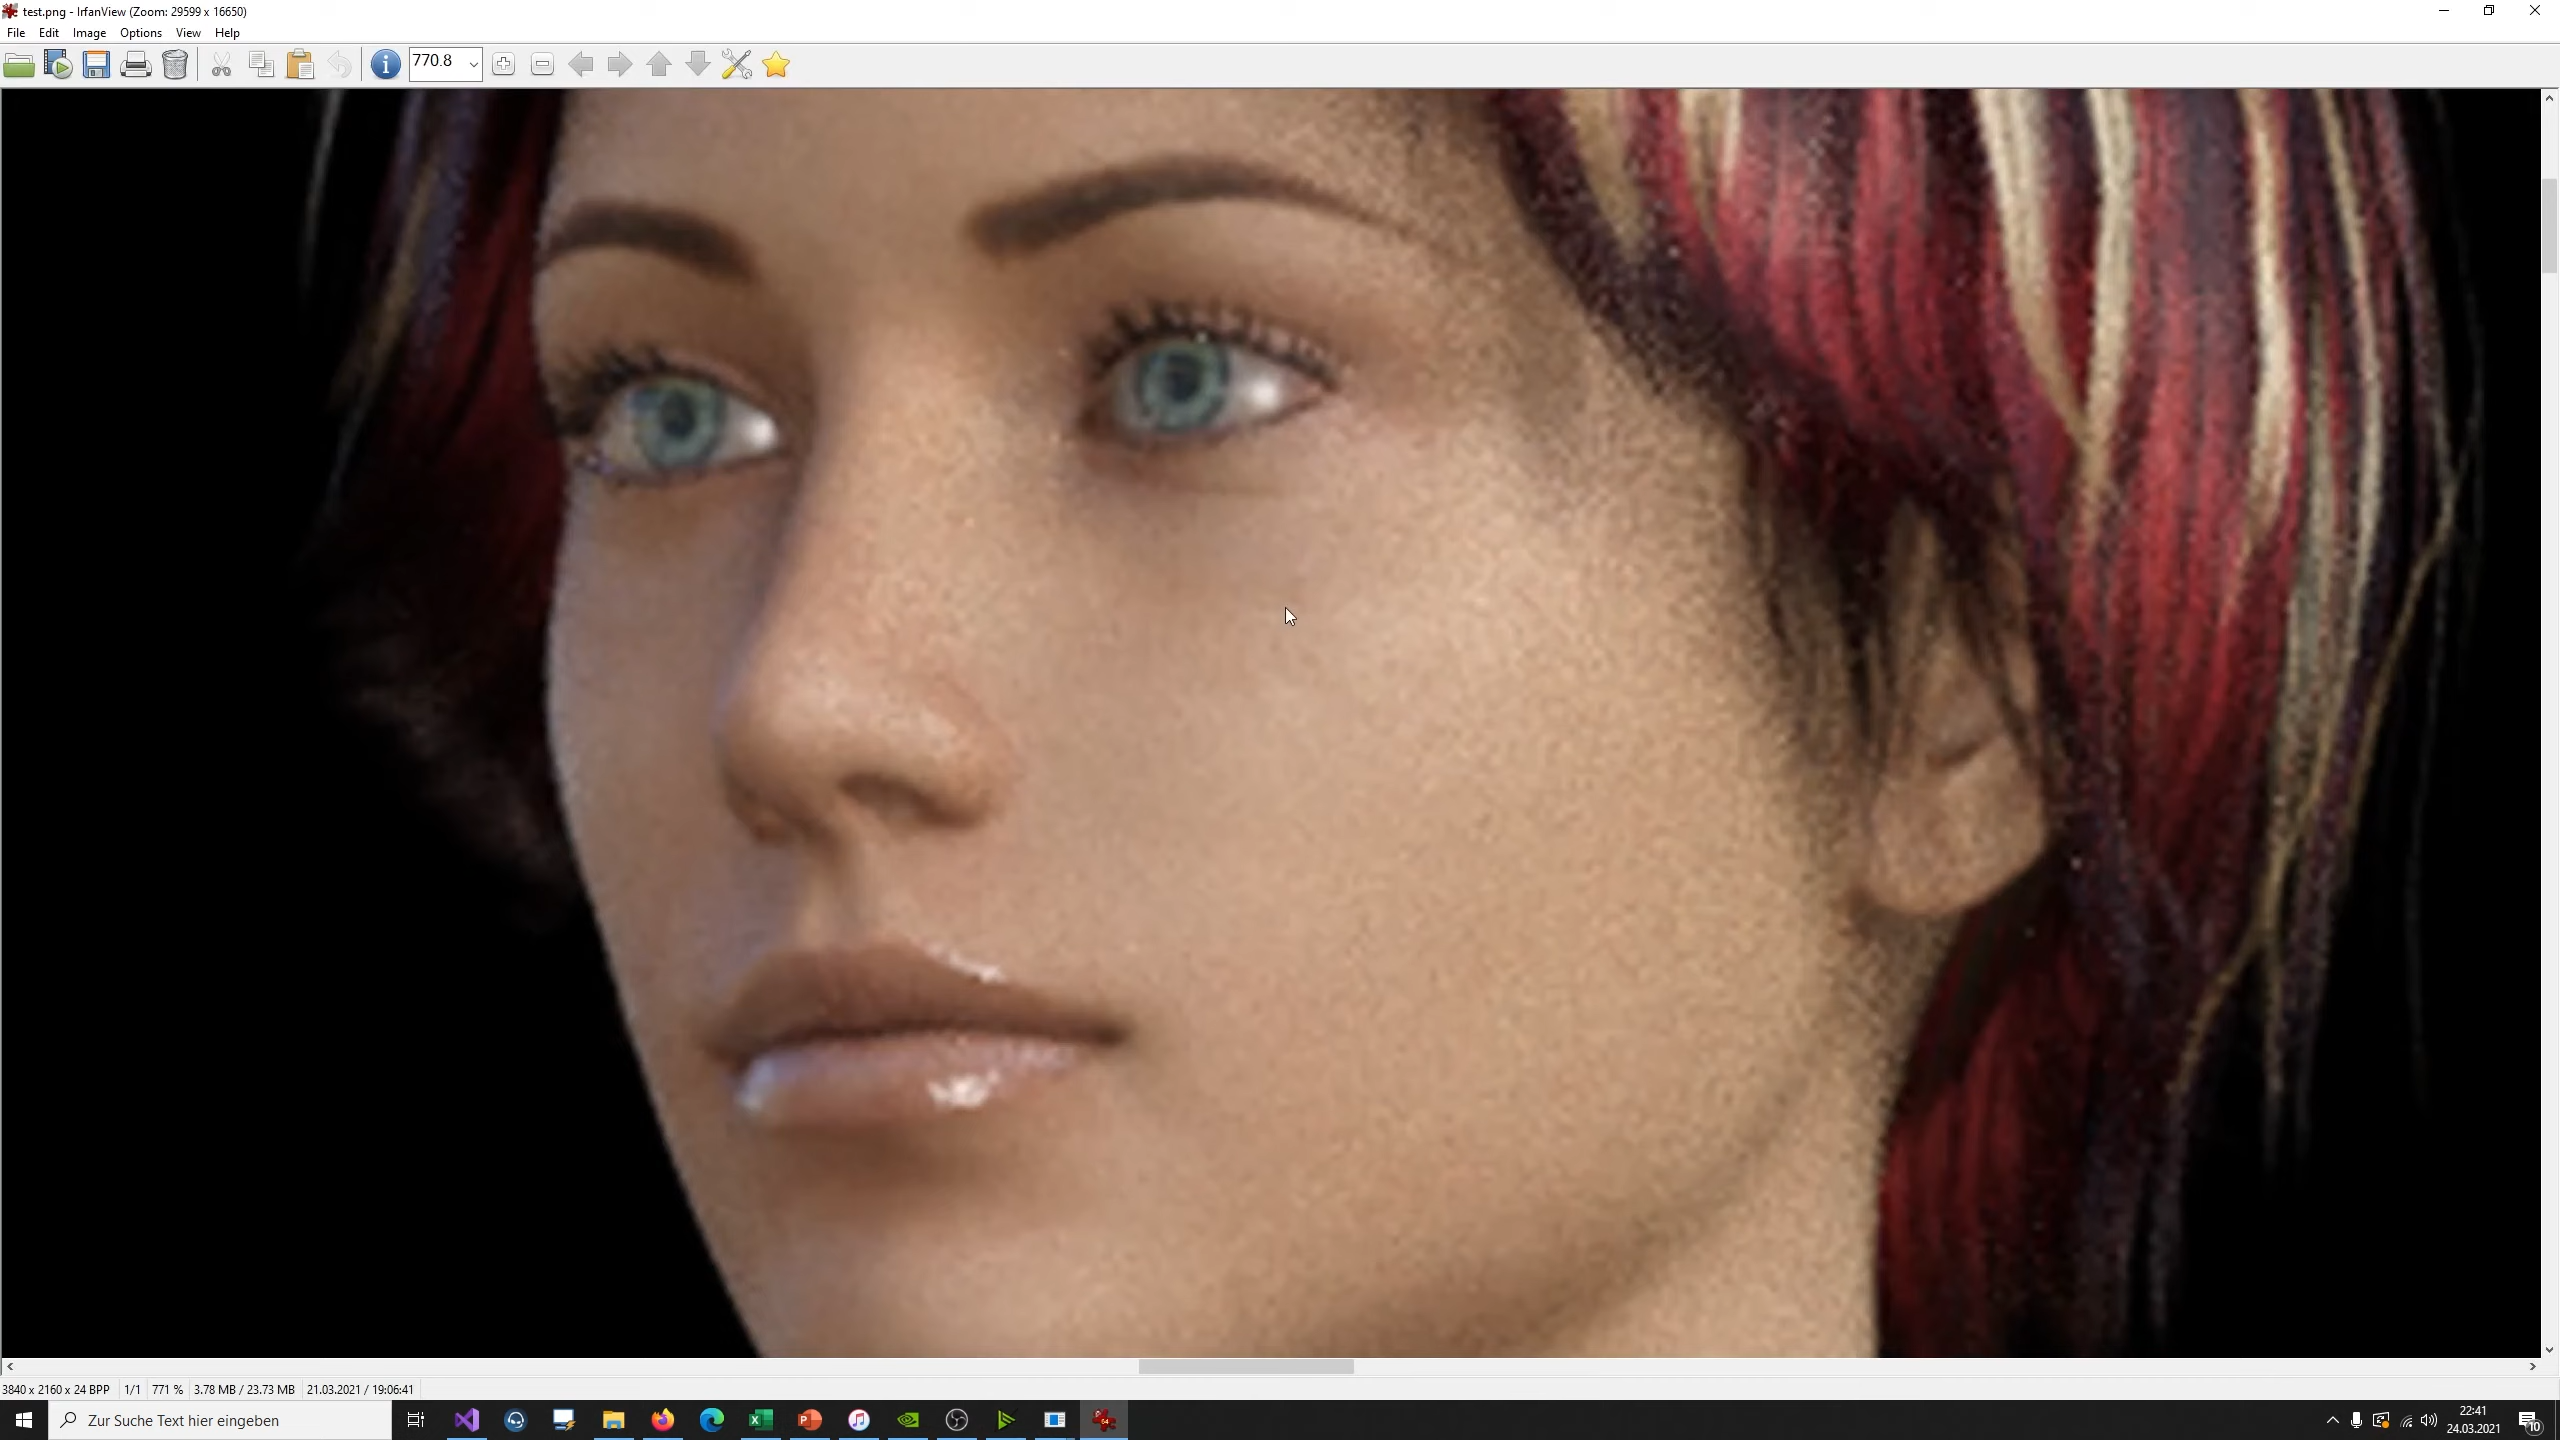 test.png - IrfanView (Zoom: 29599 x 16650)
File Edit Image Options View Help
770.8
3840 x 2160 x 24 BPP 1/1 771 % 3.78 MB / 23.73 MB 21.03.2021 / 19:06:41
Zur Suche Text hier eingeben
22:41
24.03.2021
10